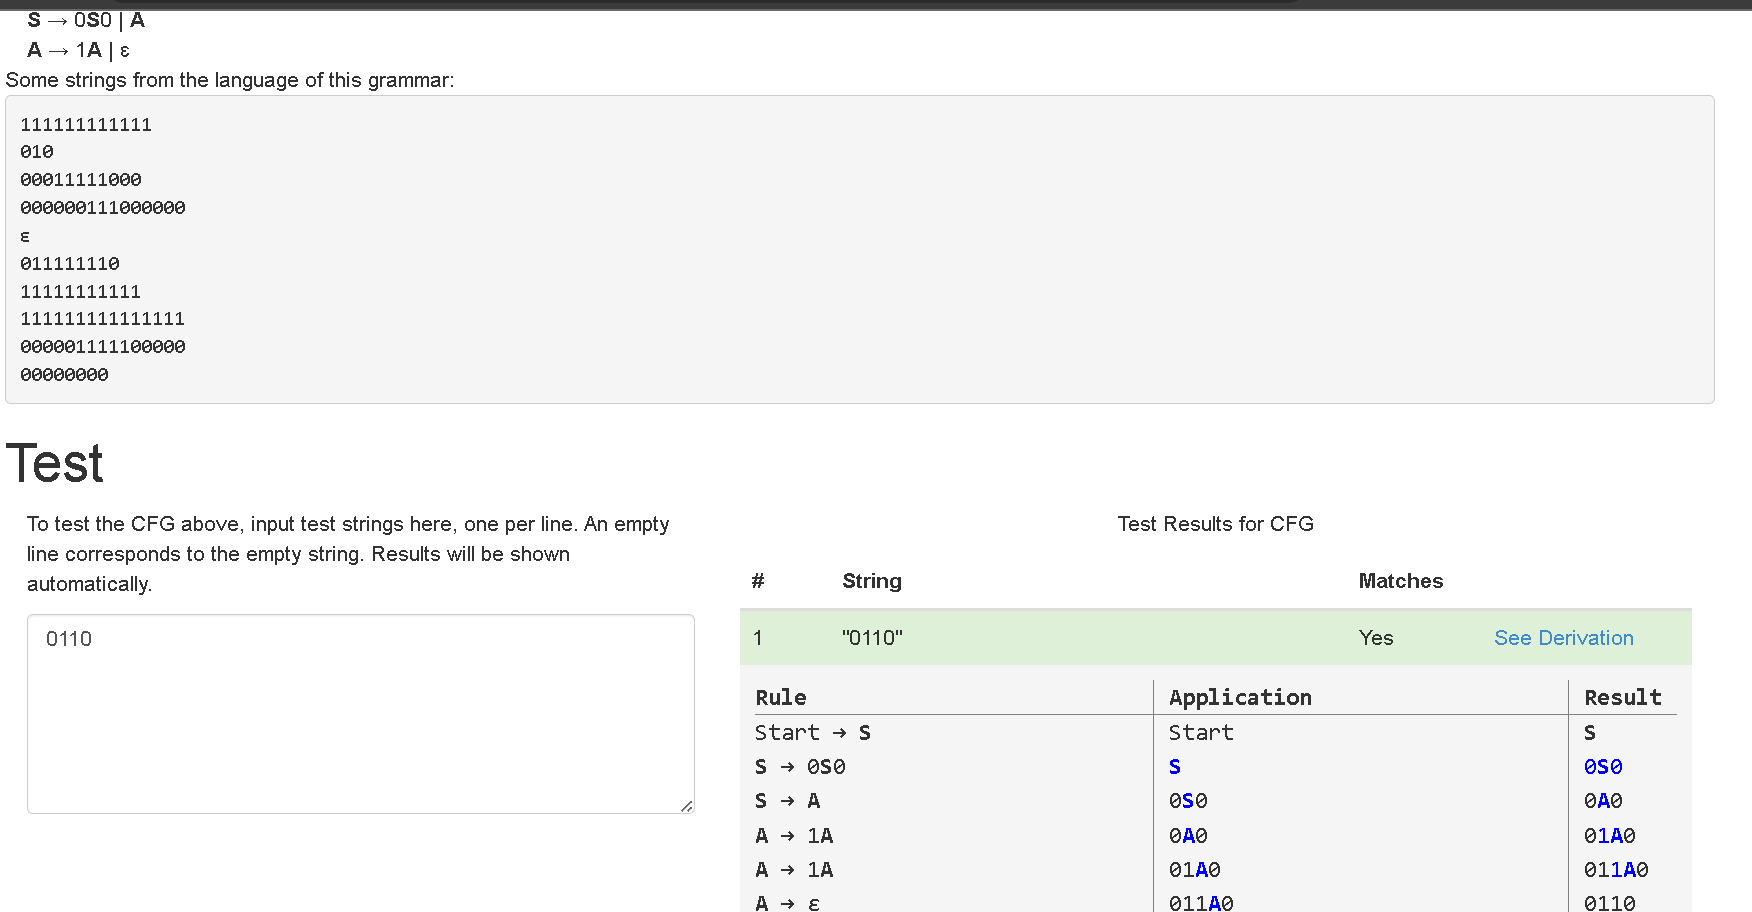 S → 0S0 | A
A → 1A | ε
Some strings from the language of this grammar:
111111111111
010
00011111000
000000111000000
ε
011111110
11111111111
111111111111111
000001111100000
00000000
Test
To test the CFG above, input test strings here, one per line. An empty
line corresponds to the empty string. Results will be shown
automatically.
0110
Test Results for CFG
# String Matches
1 "0110" Yes See Derivation
Rule Application Result
Start → S Start S
S → 0S0 S 0S0
S → A 0S0 0A0
A → 1A 0A0 01A0
A → 1A 01A0 011A0
A → ε 011A0 0110